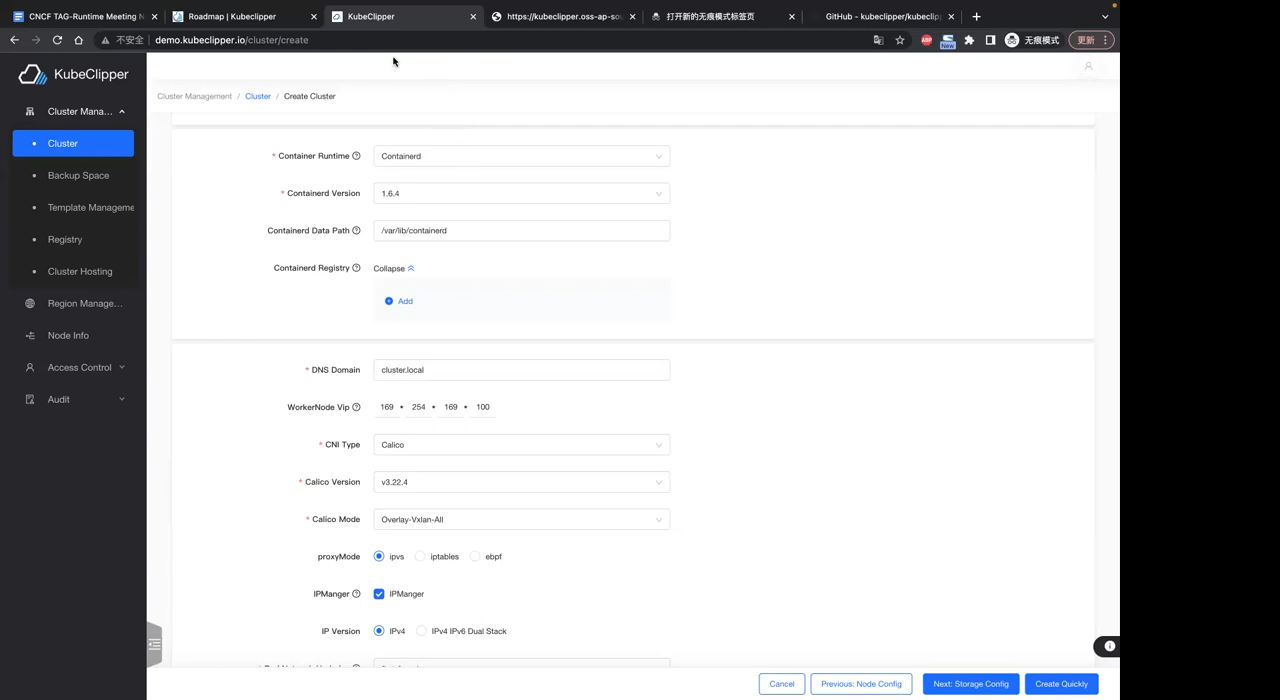 CNCF TAG-Runtime Meeting N
Roadmap | Kubeclipper
KubeClipper
https://kubeclipper.oss-ap-sou
打开新的无痕模式标签页
GitHub - kubeclipper/kubeclip
不安全
demo.kubeclipper.io/cluster/create
ABP
New
无痕模式
更新
KubeClipper
Cluster Management / Cluster / Create Cluster
Cluster Mana...
Cluster
Backup Space
Template Manageme
Registry
Cluster Hosting
Region Manage...
Node Info
Access Control
Audit
* Container Runtime
Containerd
* Containerd Version
1.6.4
Containerd Data Path
/var/lib/containerd
Containerd Registry
Collapse
Add
* DNS Domain
cluster.local
WorkerNode Vip
169 • 254 • 169 • 100
* CNI Type
Calico
* Calico Version
v3.22.4
* Calico Mode
Overlay-Vxlan-All
proxyMode
ipvs
iptables
ebpf
IPManger
IPManger
IP Version
IPv4
IPv4 IPv6 Dual Stack
Cancel
Previous: Node Config
Next: Storage Config
Create Quickly